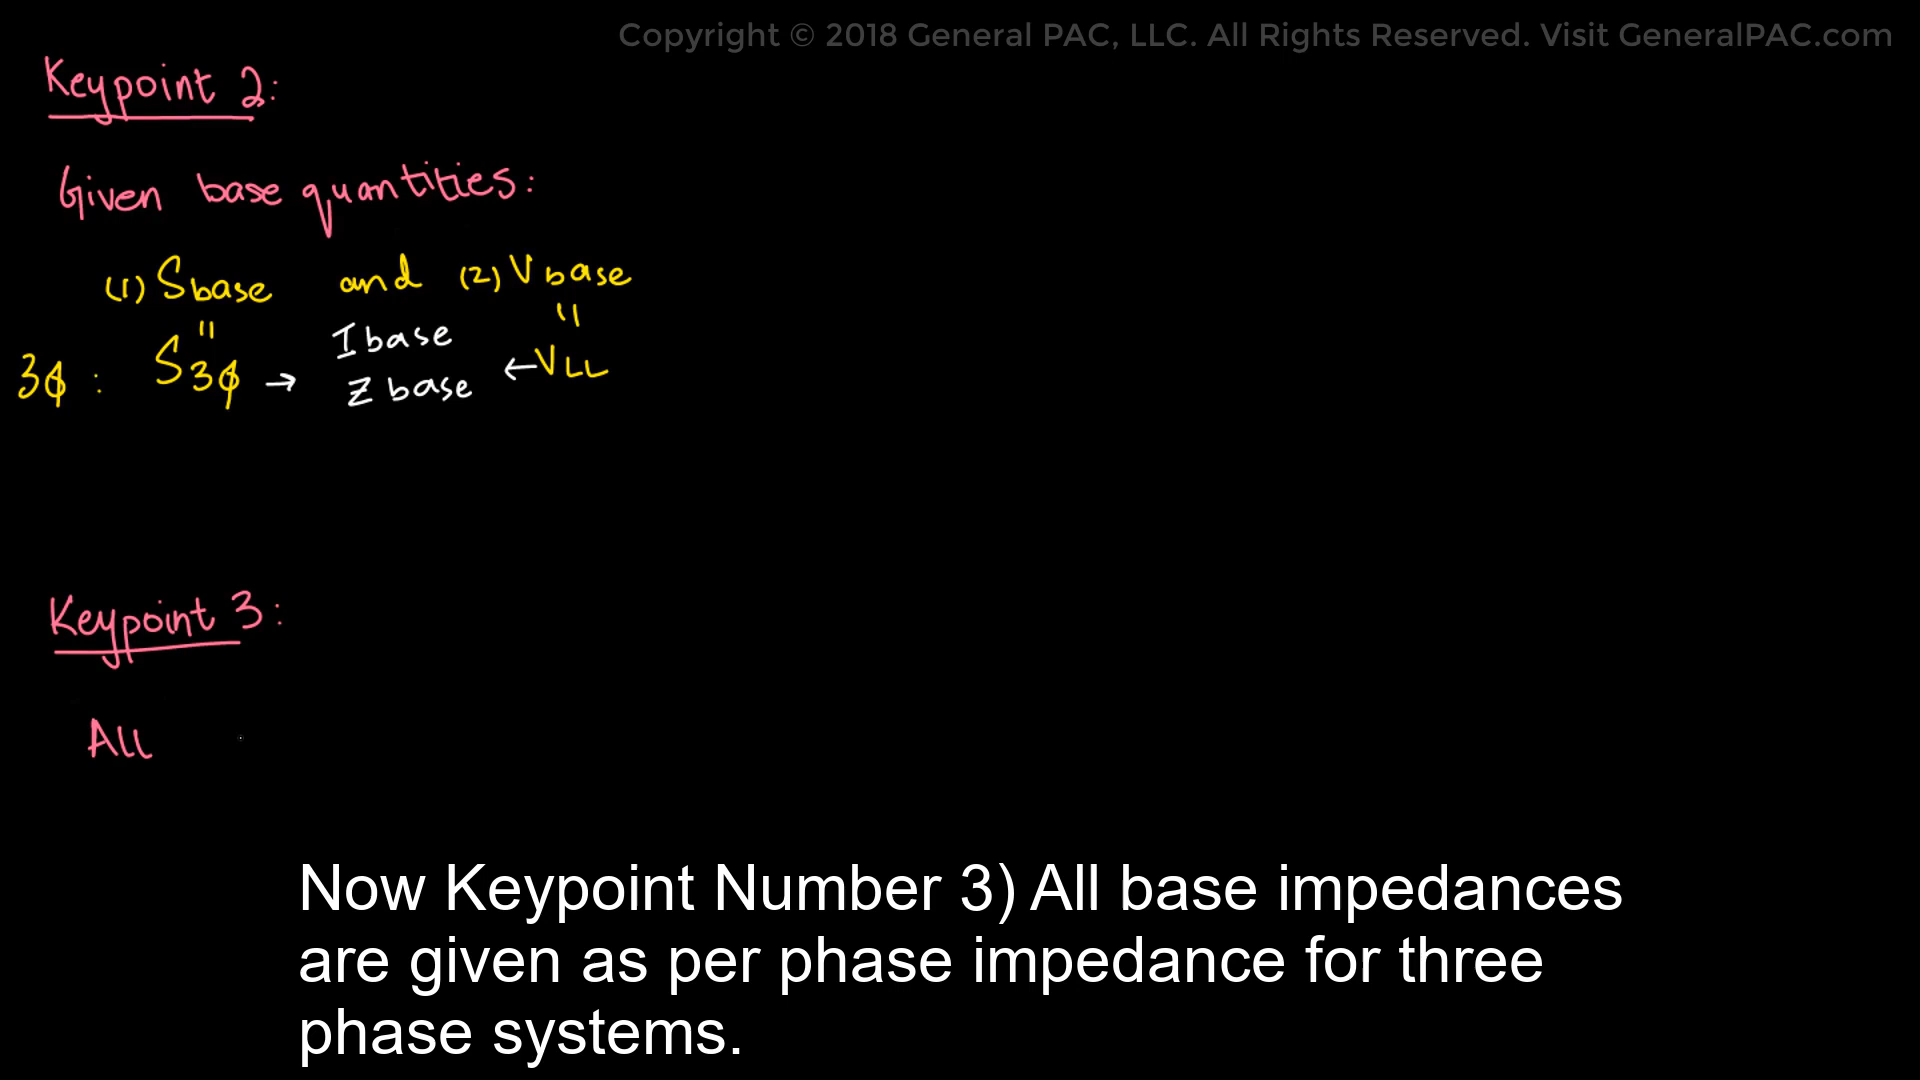 Copyright © 2018 General PAC, LLC. All Rights Reserved. Visit GeneralPAC.com
Keypoint 2:
Given base quantities:
(1) Sbase and (2) Vbase
" "
3ϕ: S3ϕ → Ibase Zbase ← VLL
Keypoint 3:
All
Now Keypoint Number 3) All base impedances
are given as per phase impedance for three
phase systems.